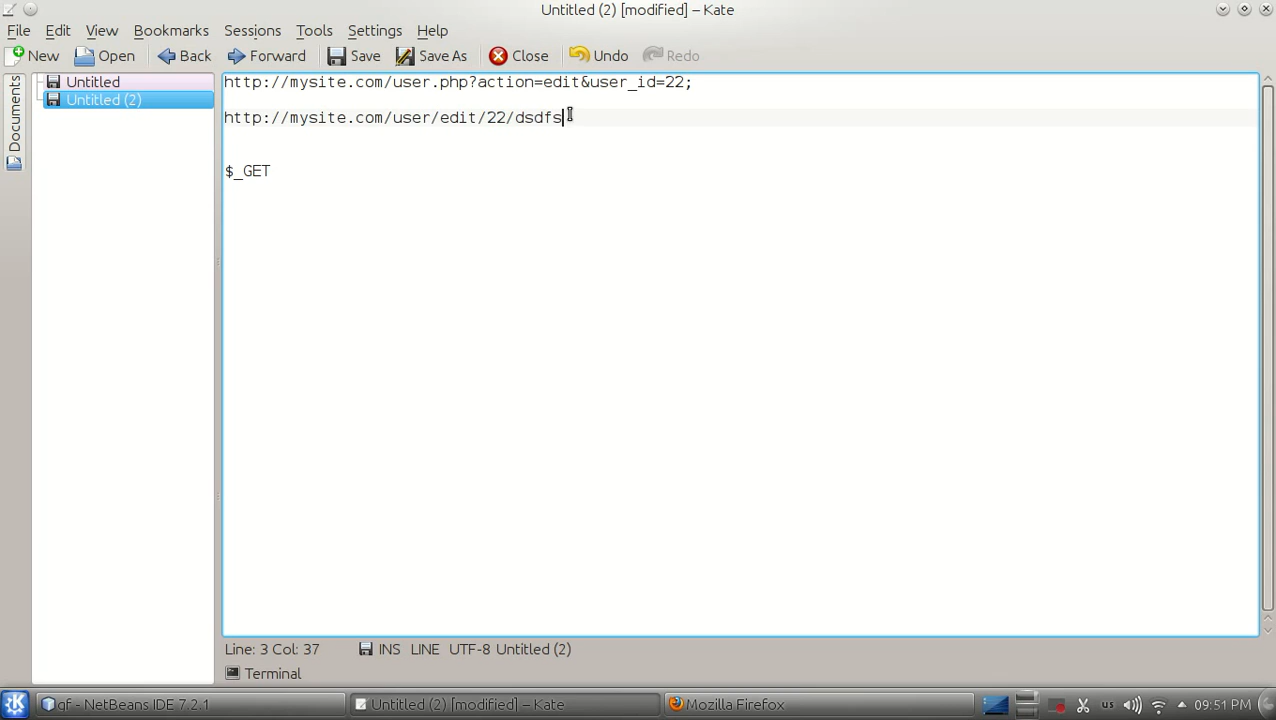 Untitled (2) [modified] – Kate
File Edit View Bookmarks Sessions Tools Settings Help
New Open Back Forward Save Save As Close Undo Redo
Documents
Untitled
Untitled (2)
http://mysite.com/user.php?action=edit&user_id=22;
http://mysite.com/user/edit/22/dsdfs
$_GET
Line: 3 Col: 37 INS LINE UTF-8 Untitled (2)
Terminal
qf - NetBeans IDE 7.2.1 Untitled (2) [modified] – Kate Mozilla Firefox us 09:51 PM